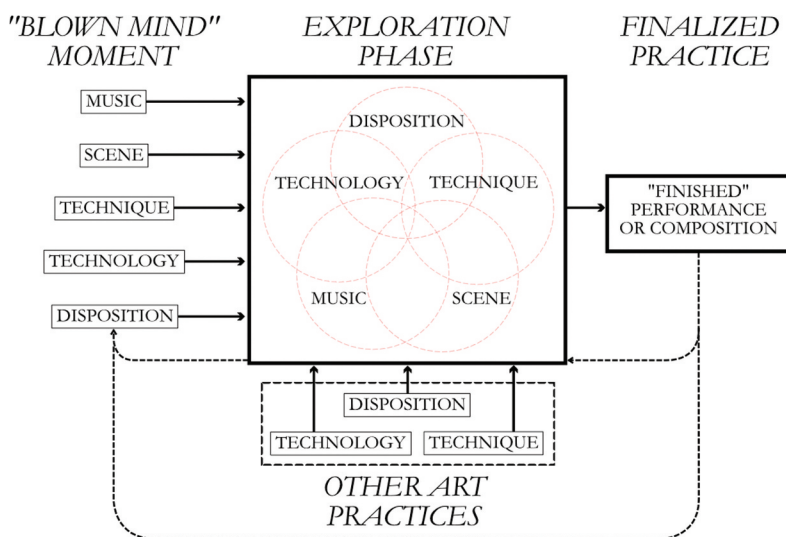 "BLOWN MIND"
MOMENT
EXPLORATION
PHASE
FINALIZED
PRACTICE
MUSIC
SCENE
TECHNIQUE
TECHNOLOGY
DISPOSITION
DISPOSITION
TECHNOLOGY
TECHNIQUE
MUSIC
SCENE
"FINISHED"
PERFORMANCE
OR COMPOSITION
DISPOSITION
TECHNOLOGY
TECHNIQUE
OTHER ART
PRACTICES